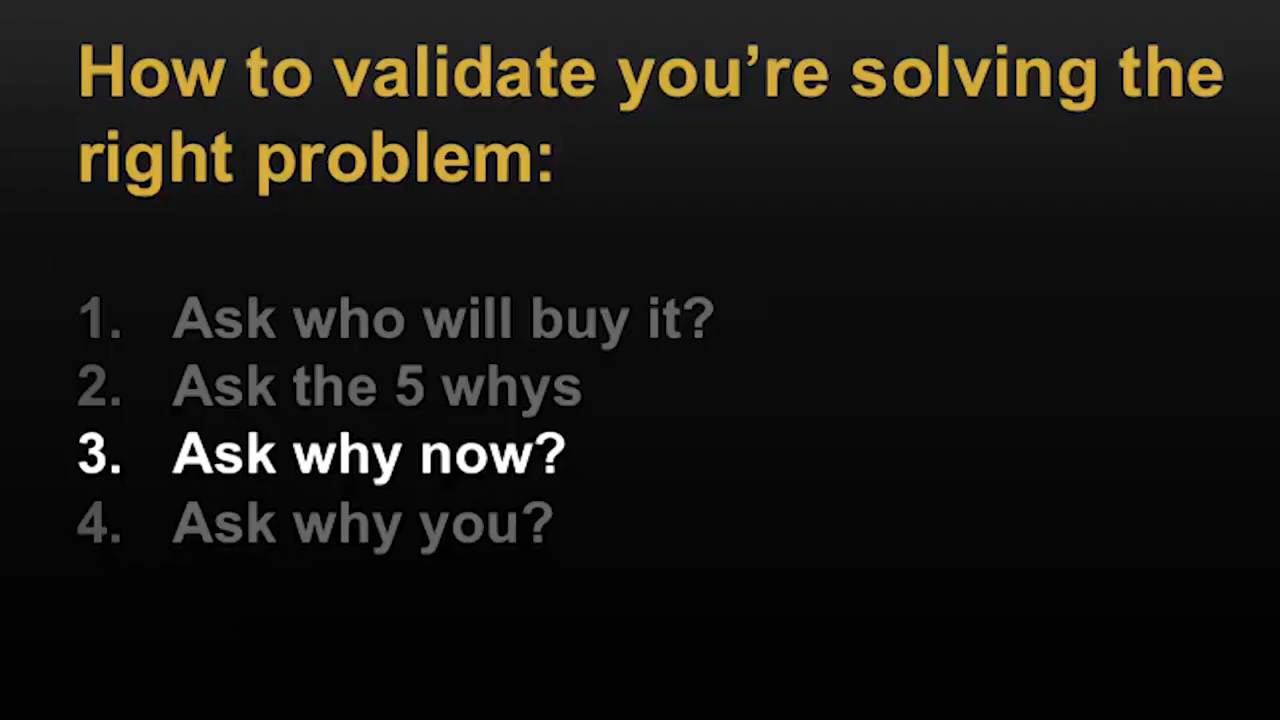 How to validate you’re solving the
right problem:
1. Ask who will buy it?
2. Ask the 5 whys
3. Ask why now?
4. Ask why you?